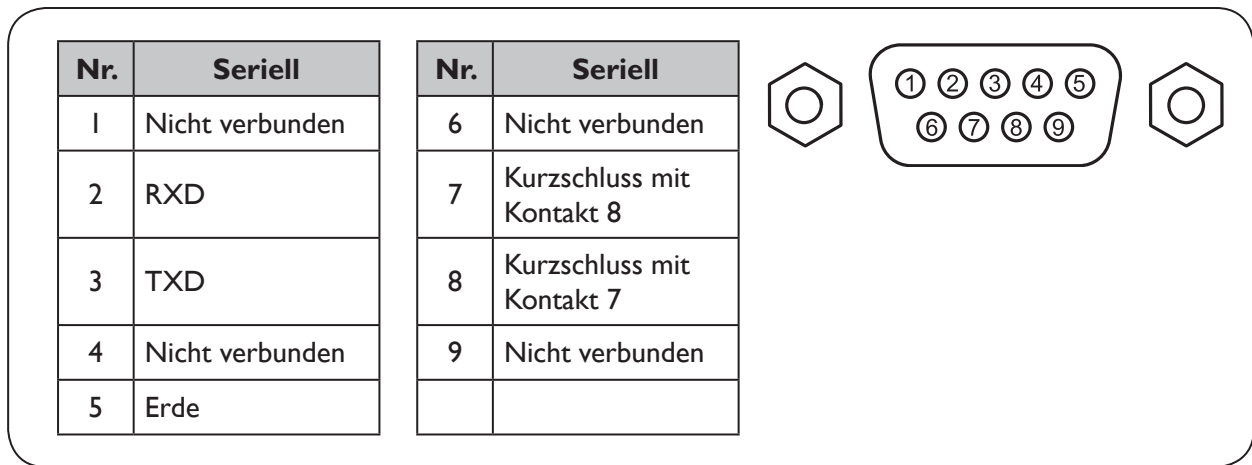 Nr. Seriell
1 Nicht verbunden
2 RXD
3 TXD
4 Nicht verbunden
5 Erde
Nr. Seriell
6 Nicht verbunden
7 Kurzschluss mit
Kontakt 8
8 Kurzschluss mit
Kontakt 7
9 Nicht verbunden
1 2 3 4 5
6 7 8 9